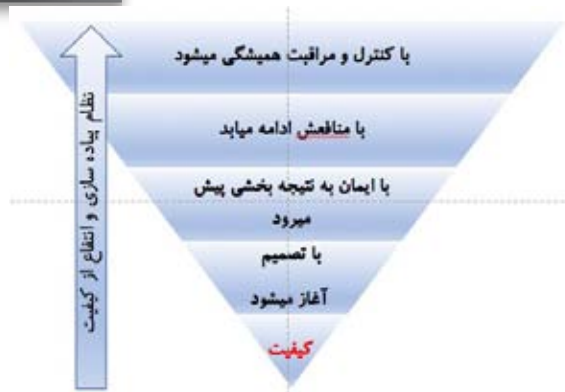 با کنترل و مراقبت همیشگی میشود
با منافعش ادامه میابد
با ایمان به نتیجه بخشی پیش
میرود
با تصمیم
آغاز میشود
کیفیت
نظام پیاده سازی و انتفاع از کیفیت